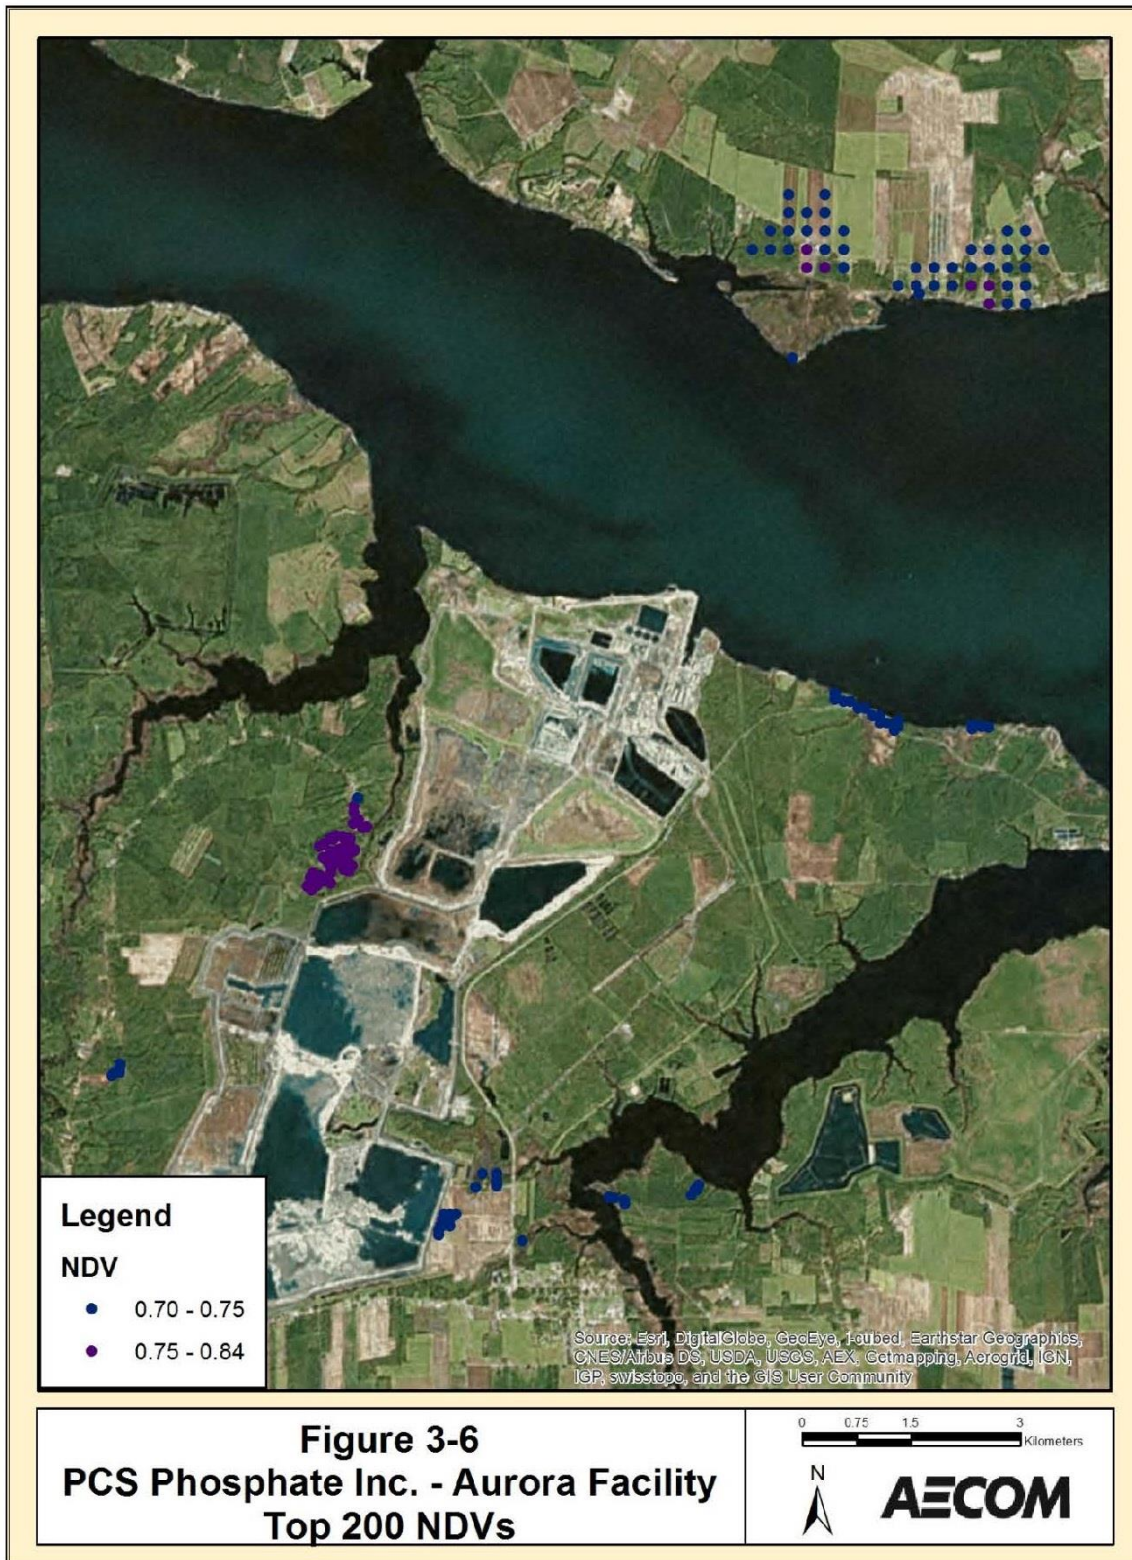 Legend
NDV
0.70 - 0.75
0.75 - 0.84
Source: Esri, DigitalGlobe, GeoEye, i-cubed, Earthstar Geographics,
CNES/Airbus DS, USDA, USGS, AEX, Getmapping, Aerogrid, IGN,
IGP, swisstopo, and the GIS User Community
Figure 3-6
PCS Phosphate Inc. - Aurora Facility
Top 200 NDVs
0 0.75 1.5 3
Kilometers
N
AECOM